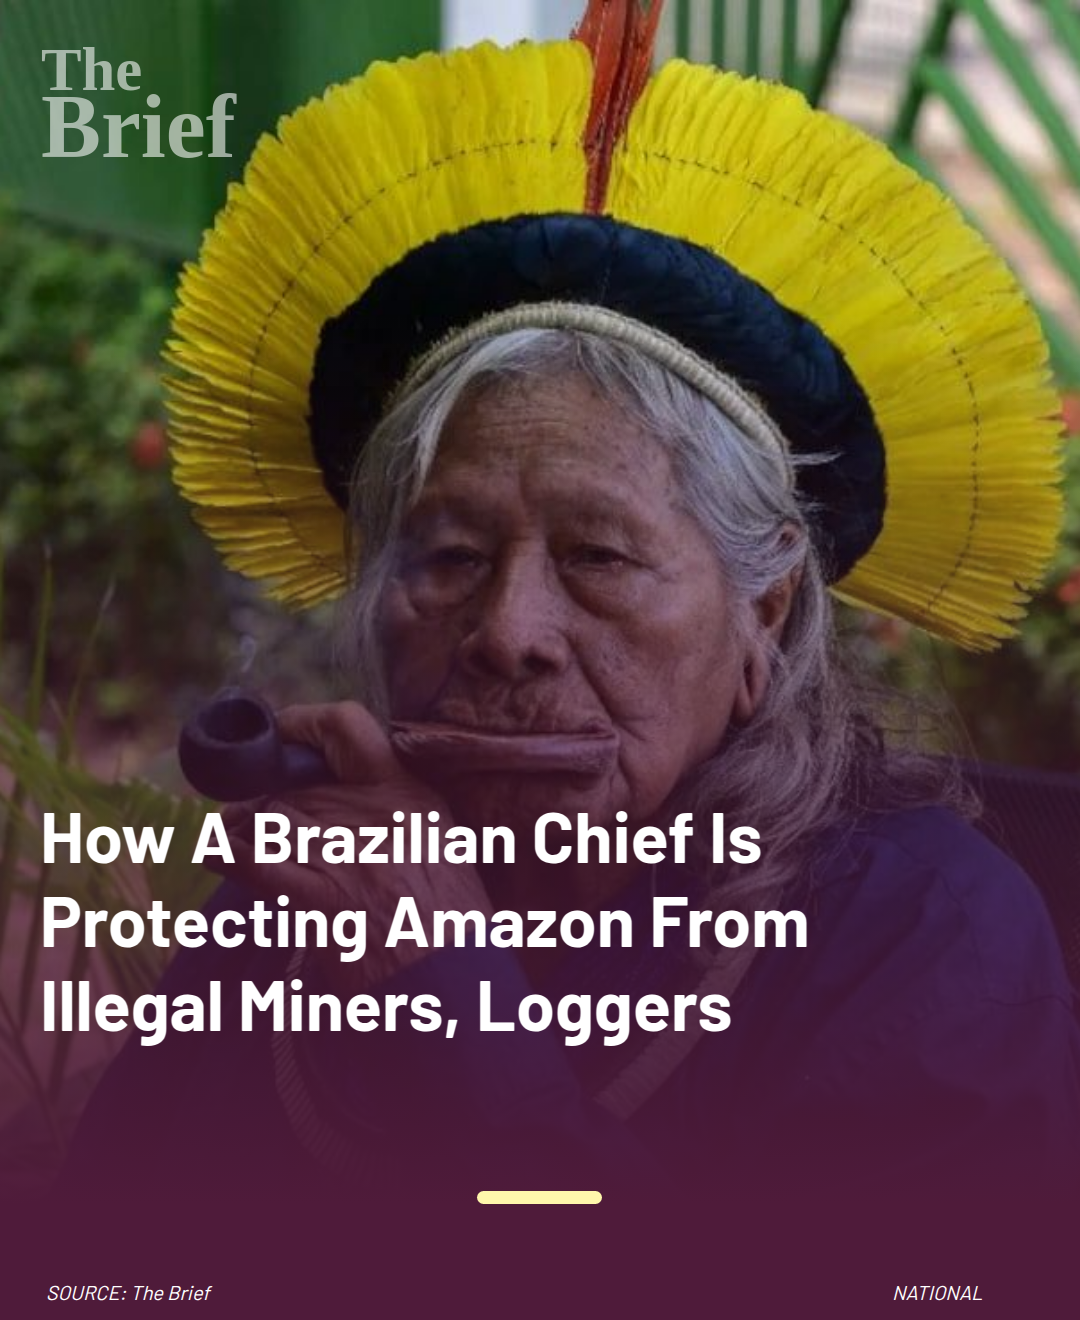 The
Brief
How A Brazilian Chief Is
Protecting Amazon From
Illegal Miners, Loggers
SOURCE: The Brief
NATIONAL